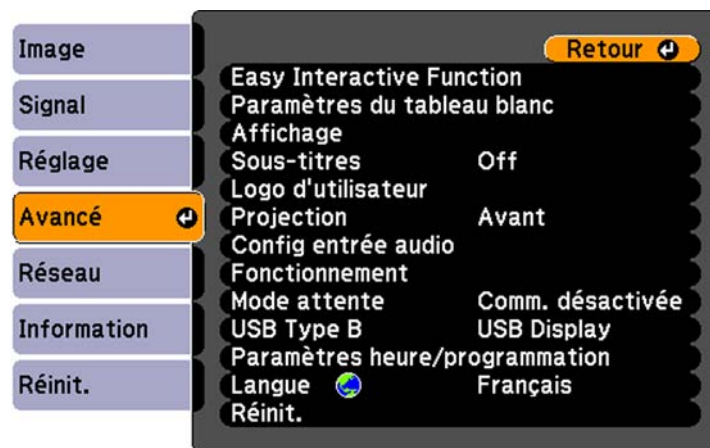 Image
Signal
Réglage
Avancé
Réseau
Information
Réinit.
Retour
Easy Interactive Function
Paramètres du tableau blanc
Affichage
Sous-titres Off
Logo d'utilisateur
Projection Avant
Config entrée audio
Fonctionnement
Mode attente Comm. désactivée
USB Type B USB Display
Paramètres heure/programmation
Langue Français
Réinit.